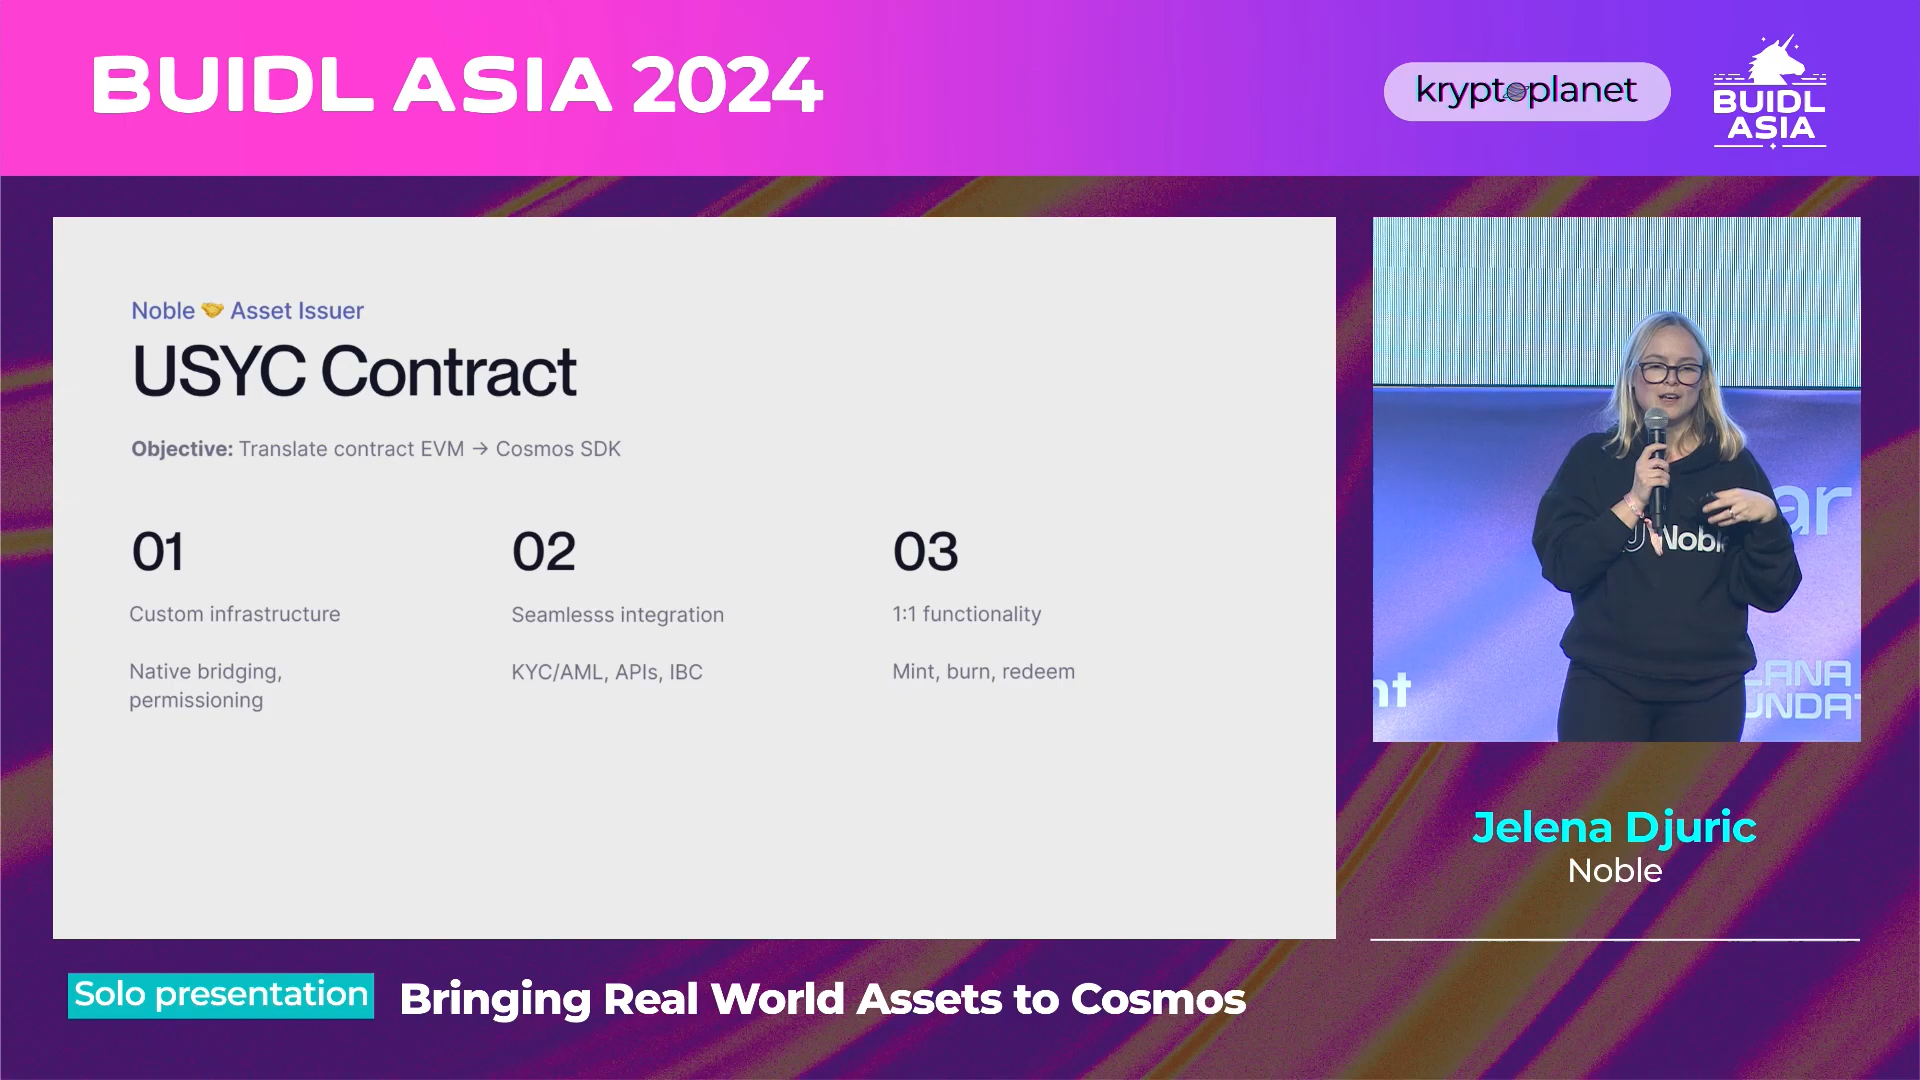 BUIDL ASIA 2024
kryptoplanet
BUIDL
ASIA
Noble 🤝 Asset Issuer
USYC Contract
Objective: Translate contract EVM → Cosmos SDK
01
02
03
Custom infrastructure
Seamlesss integration
1:1 functionality
Native bridging,
permissioning
KYC/AML, APIs, IBC
Mint, burn, redeem
Noble
Jelena Djuric
Noble
Solo presentation
Bringing Real World Assets to Cosmos